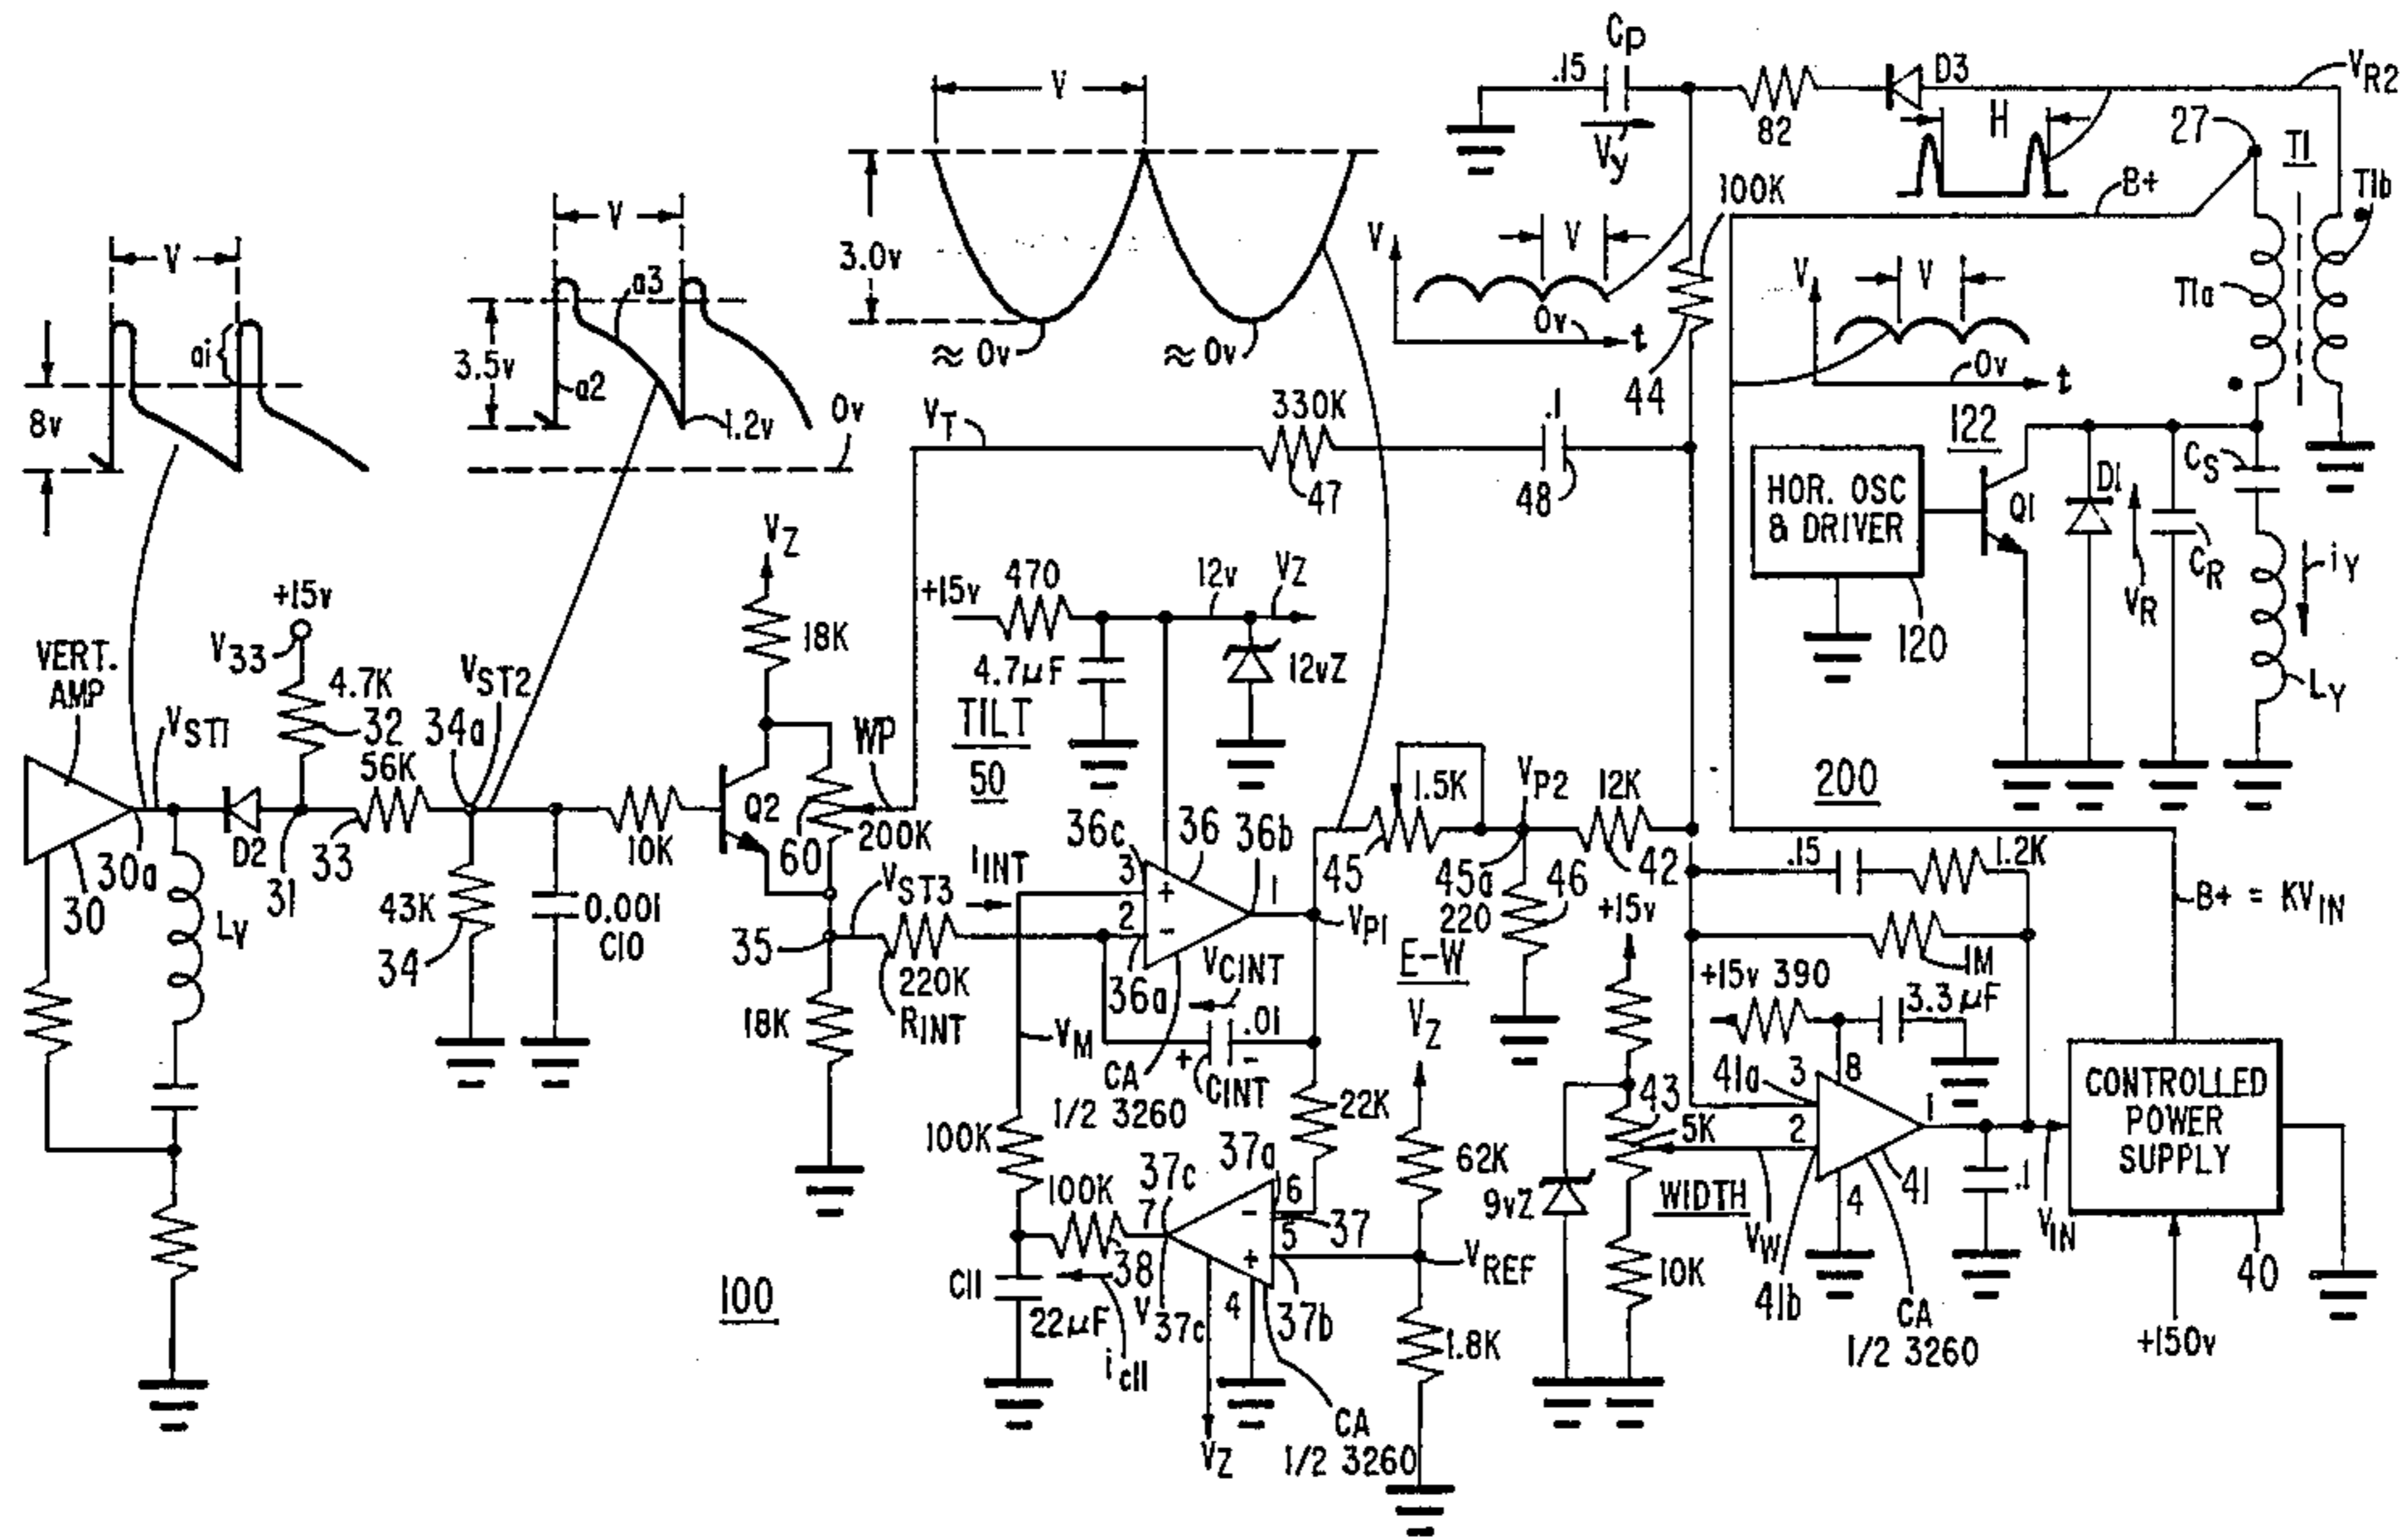 Cp
.15
Vy
82
D3
VR2
H
27
T1
T1b
B+
100K
V
V
V
3.0v
≈ 0v
≈ 0v
V
0v
t
44
V
V
0v
t
T1a
V
a1
8v
V
a3
3.5v
a2
1.2v
0v
VT
330K
47
.1
48
122
HOR. OSC
& DRIVER
120
Q1
D1
VR
CR
CS
iY
LY
200
VZ
18K
+15v
470
12v
VZ
4.7µF
12vZ
TILT
50
+15v
V33
4.7K
32
VERT.
AMP
VST1
30a
30
D2
31
56K
33
VST2
34a
LV
43K
34
0.001
C10
10K
Q2
60
WP
200K
35
VST3
220K
RINT
iINT
18K
36c
36
36b
3
+
2
-
1
36a
VP1
VCINT
.01
+
-
CINT
VM
CA
1/2 3260
1.5K
45
VP2
45a
220
46
12K
42
E-W
VZ
22K
62K
VREF
1.8K
100K
100K
38
C11
22µF
iC11
37c
7
V37c
37a
6
-
5
+
37
4
37b
VZ
CA
1/2 3260
100
+15v
43
5K
9vZ
WIDTH
10K
VW
.15
1.2K
1M
B+ = KVIN
+15v 390
3.3µF
41a
3
8
2
1
4
41
41b
CA
1/2 3260
.1
VIN
CONTROLLED
POWER
SUPPLY
40
+150v